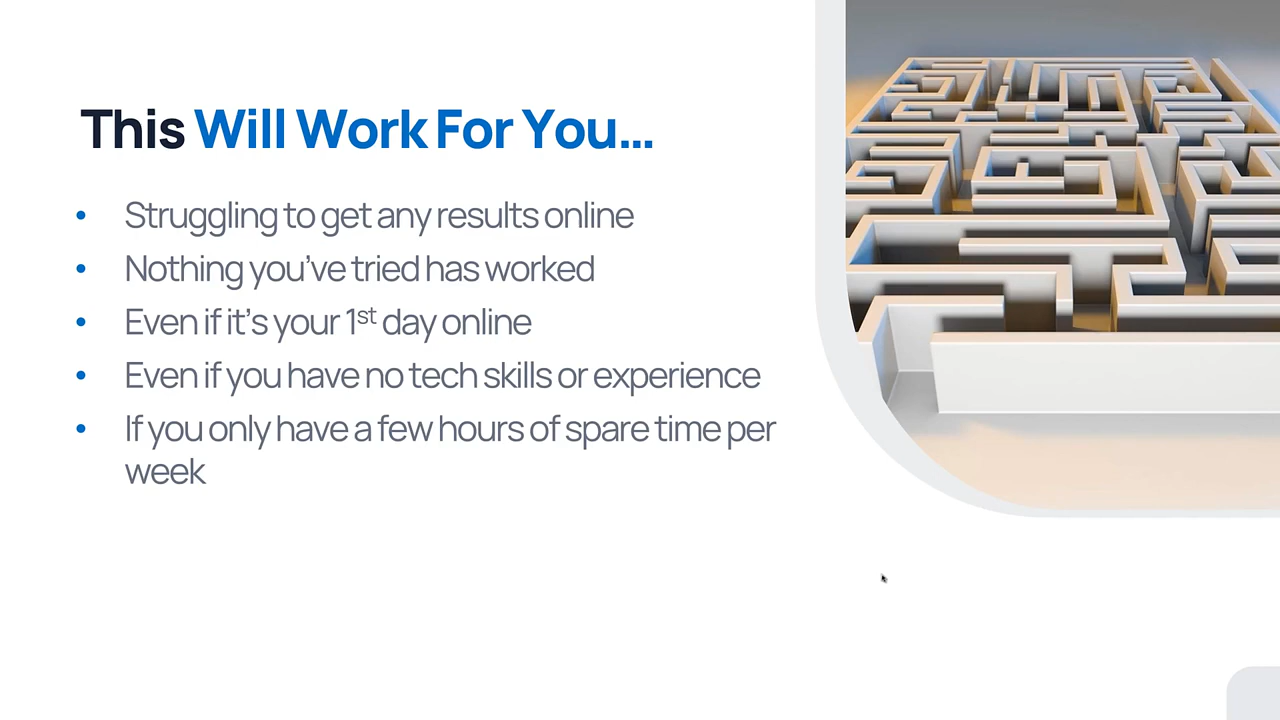 This Will Work For You...
• Struggling to get any results online
• Nothing you've tried has worked
• Even if it's your 1st day online
• Even if you have no tech skills or experience
• If you only have a few hours of spare time per
week